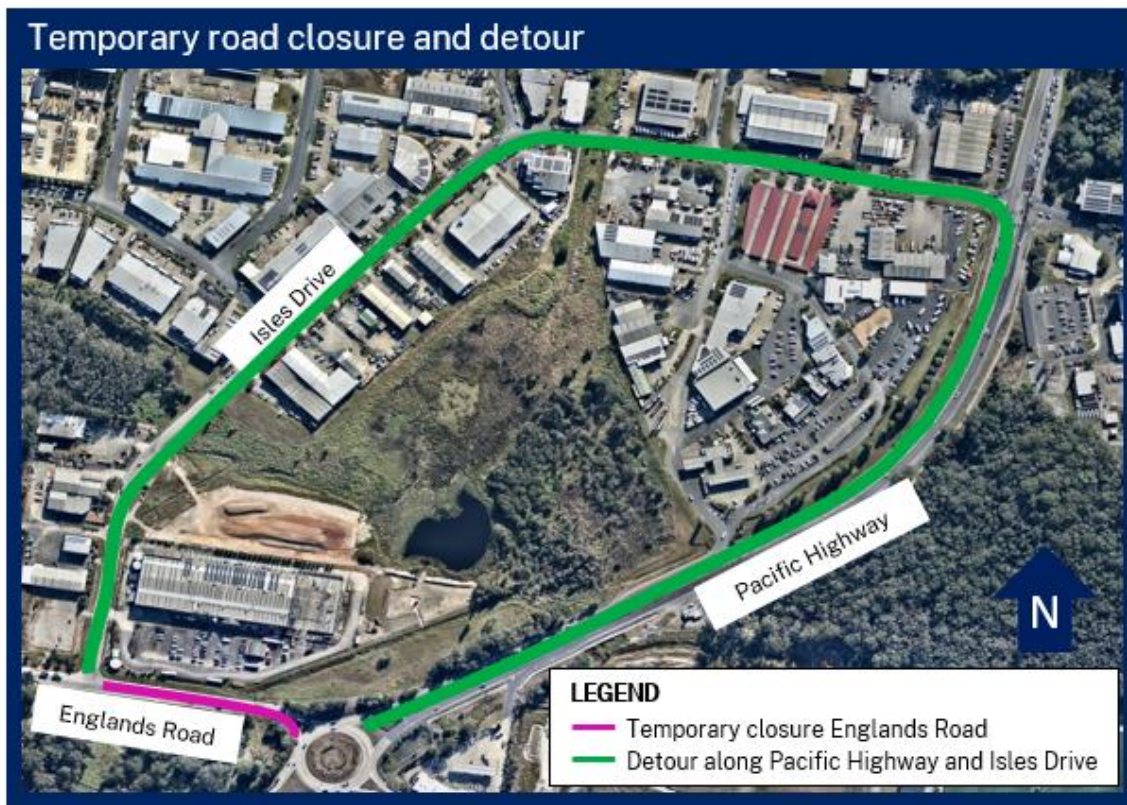 Temporary road closure and detour
Isles Drive
Pacific Highway
N
Englands Road
LEGEND
Temporary closure Englands Road
Detour along Pacific Highway and Isles Drive